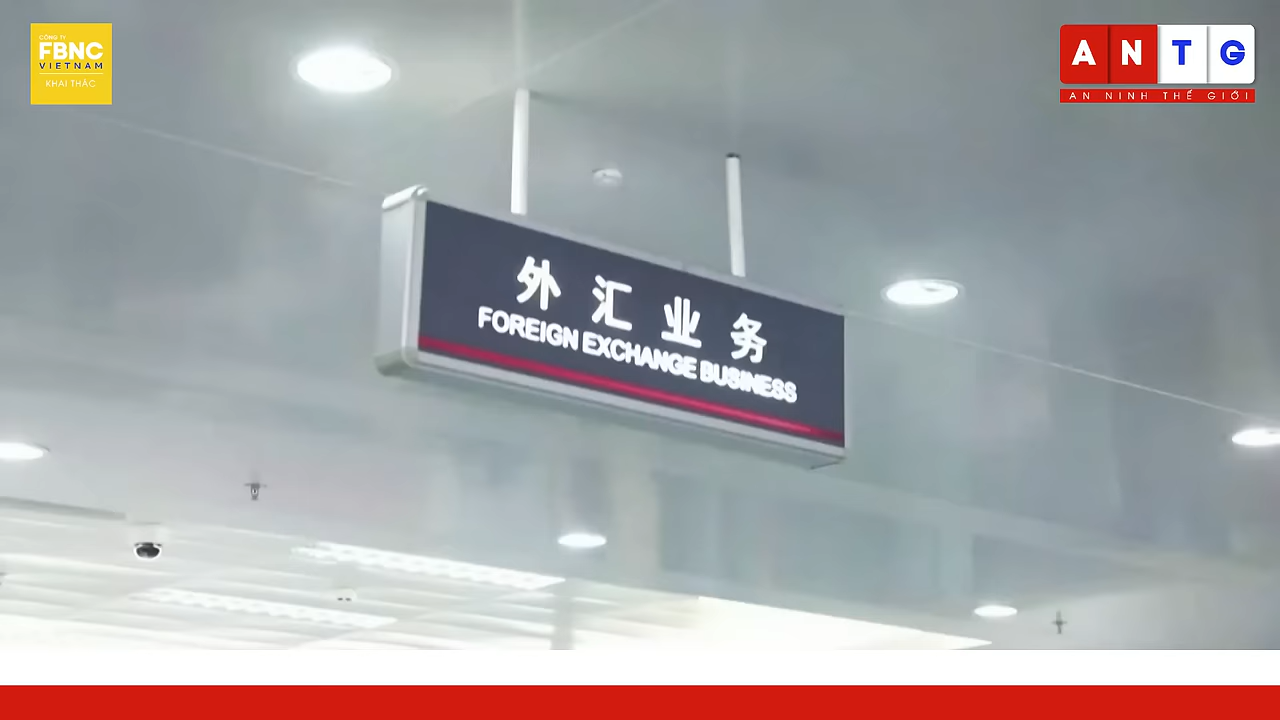 CÔNG TY
FBNC
VIETNAM
KHAI THÁC
ANTG
AN NINH THẾ GIỚI
外汇业务
FOREIGN EXCHANGE BUSINESS